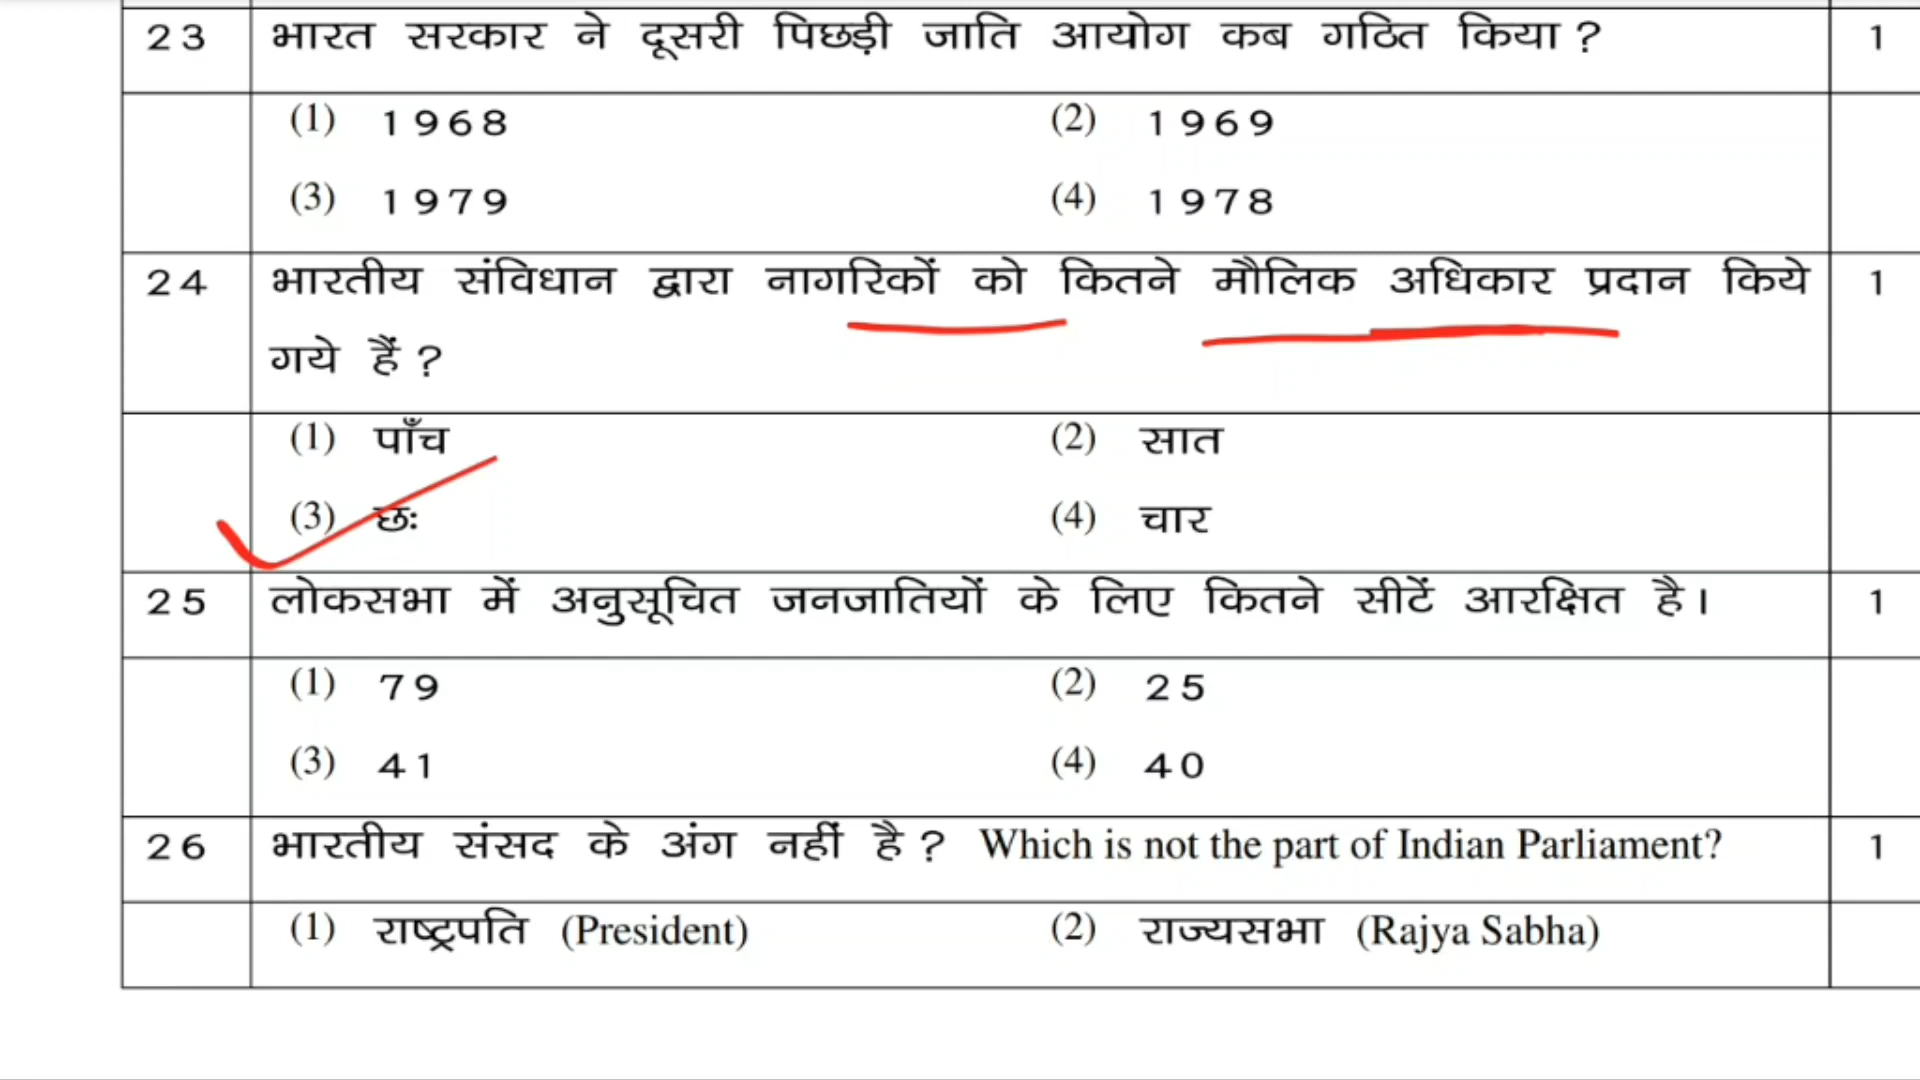 23 भारत सरकार ने दूसरी पिछड़ी जाति आयोग कब गठित किया ? 1
(1) 1968 (2) 1969
(3) 1979 (4) 1978
24 भारतीय संविधान द्वारा नागरिकों को कितने मौलिक अधिकार प्रदान किये 1
गये हैं ?
(1) पाँच (2) सात
(3) छः (4) चार
25 लोकसभा में अनुसूचित जनजातियों के लिए कितने सीटें आरक्षित है । 1
(1) 79 (2) 25
(3) 41 (4) 40
26 भारतीय संसद के अंग नहीं है ? Which is not the part of Indian Parliament? 1
(1) राष्ट्रपति (President) (2) राज्यसभा (Rajya Sabha)